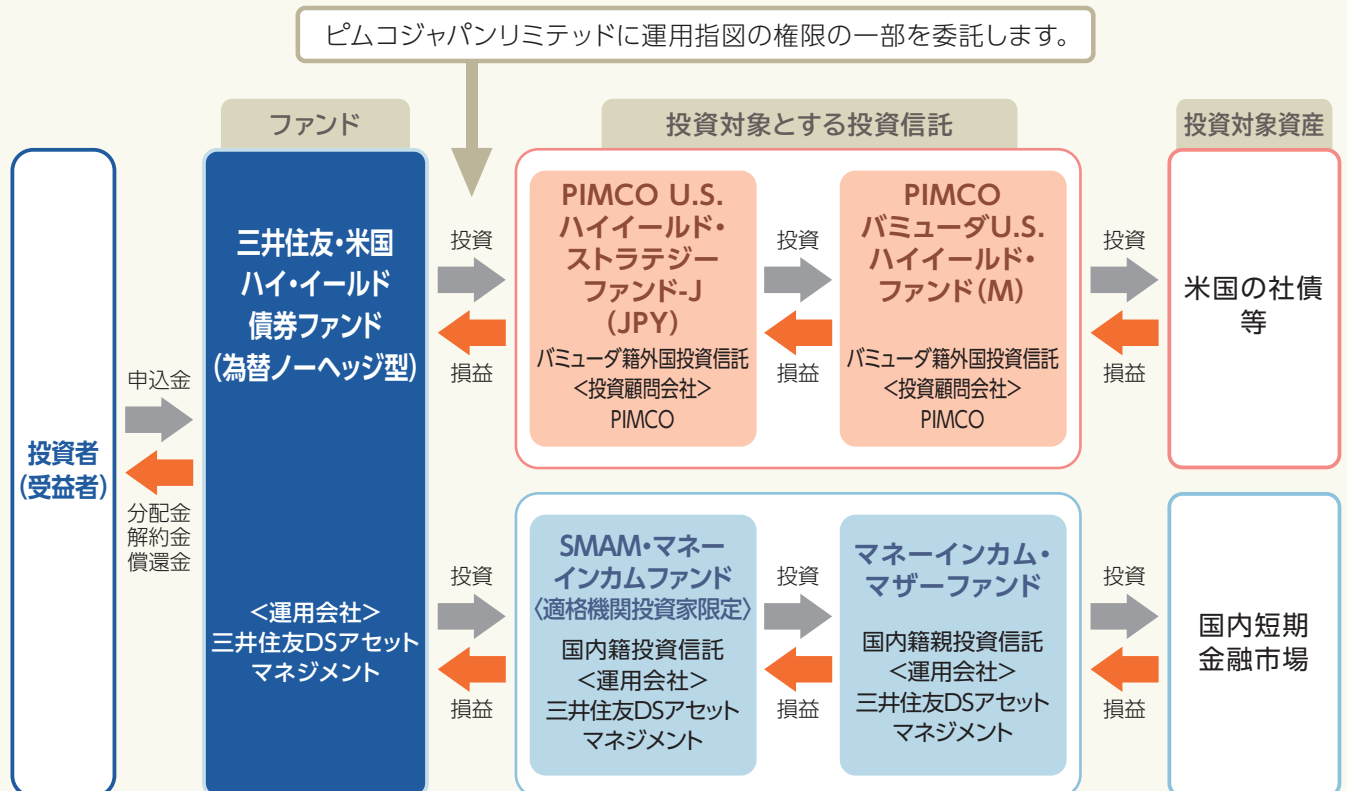 ピムコジャパンリミテッドに運用指図の権限の一部を委託します。
ファンド
投資対象とする投資信託
投資対象資産
投資者
(受益者)
申込金
分配金
解約金
償還金
三井住友・米国
ハイ・イールド
債券ファンド
(為替ノーヘッジ型)
<運用会社>
三井住友DSアセット
マネジメント
投資
損益
PIMCO U.S.
ハイイールド・
ストラテジー
ファンド-J
(JPY)
バミューダ籍外国投資信託
<投資顧問会社>
PIMCO
投資
損益
PIMCO
バミューダU.S.
ハイイールド・
ファンド(M)
バミューダ籍外国投資信託
<投資顧問会社>
PIMCO
投資
損益
米国の社債
等
投資
損益
SMAM・マネー
インカムファンド
〈適格機関投資家限定〉
国内籍投資信託
<運用会社>
三井住友DSアセット
マネジメント
投資
損益
マネーインカム・
マザーファンド
国内籍親投資信託
<運用会社>
三井住友DSアセット
マネジメント
投資
損益
国内短期
金融市場